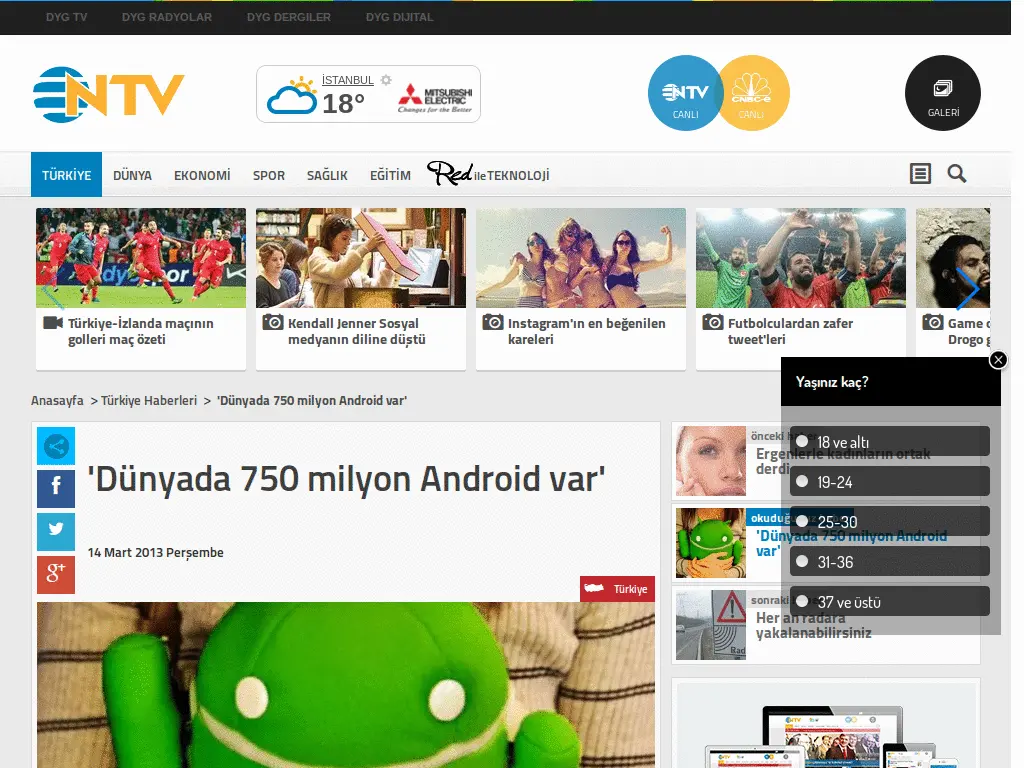 DYG TV
DYG RADYOLAR
DYG DERGILER
DYG DIJITAL
NTV
İSTANBUL
18°
MITSUBISHI
ELECTRIC
Changes for the Better
NTV
CANLI
CNBC-E
CANLI
GALERİ
TÜRKİYE
DÜNYA
EKONOMİ
SPOR
SAĞLIK
EĞİTİM
Red ile TEKNOLOJİ
Türkiye-İzlanda maçının
golleri maç özeti
Kendall Jenner Sosyal
medyanın diline düştü
Instagram'ın en beğenilen
kareleri
Futbolculardan zafer
tweet'leri
Game
Drogo
Yaşınız kaç?
18 ve altı
19-24
25-30
31-36
37 ve üstü
Anasayfa > Türkiye Haberleri > 'Dünyada 750 milyon Android var'
'Dünyada 750 milyon Android var'
14 Mart 2013 Perşembe
Türkiye
önceki
Ergenlerle kadınların ortak
derdi
'Dünyada 750 milyon Android
var'
sonraki
Her an radara
yakalanabilirsiniz